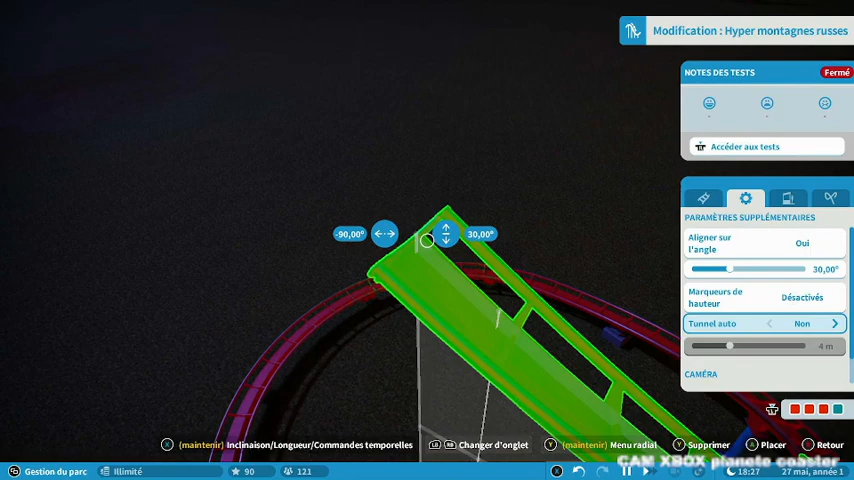 Modification : Hyper montagnes russes
NOTES DES TESTS
Fermé
- - -
Accéder aux tests
-90,00°
30,00°
PARAMÈTRES SUPPLÉMENTAIRES
Aligner sur l'angle
Oui
30,00°
Marqueurs de hauteur
Désactivés
Tunnel auto
Non
4 m
CAMÉRA
X (maintenir) Inclinaison/Longueur/Commandes temporelles
LB RB Changer d'onglet
Y (maintenir) Menu radial
Y Supprimer
A Placer
Retour
Gestion du parc
Illimité
90
121
X
18:27
27 mai, année 1
CAN XBOX planete coaster